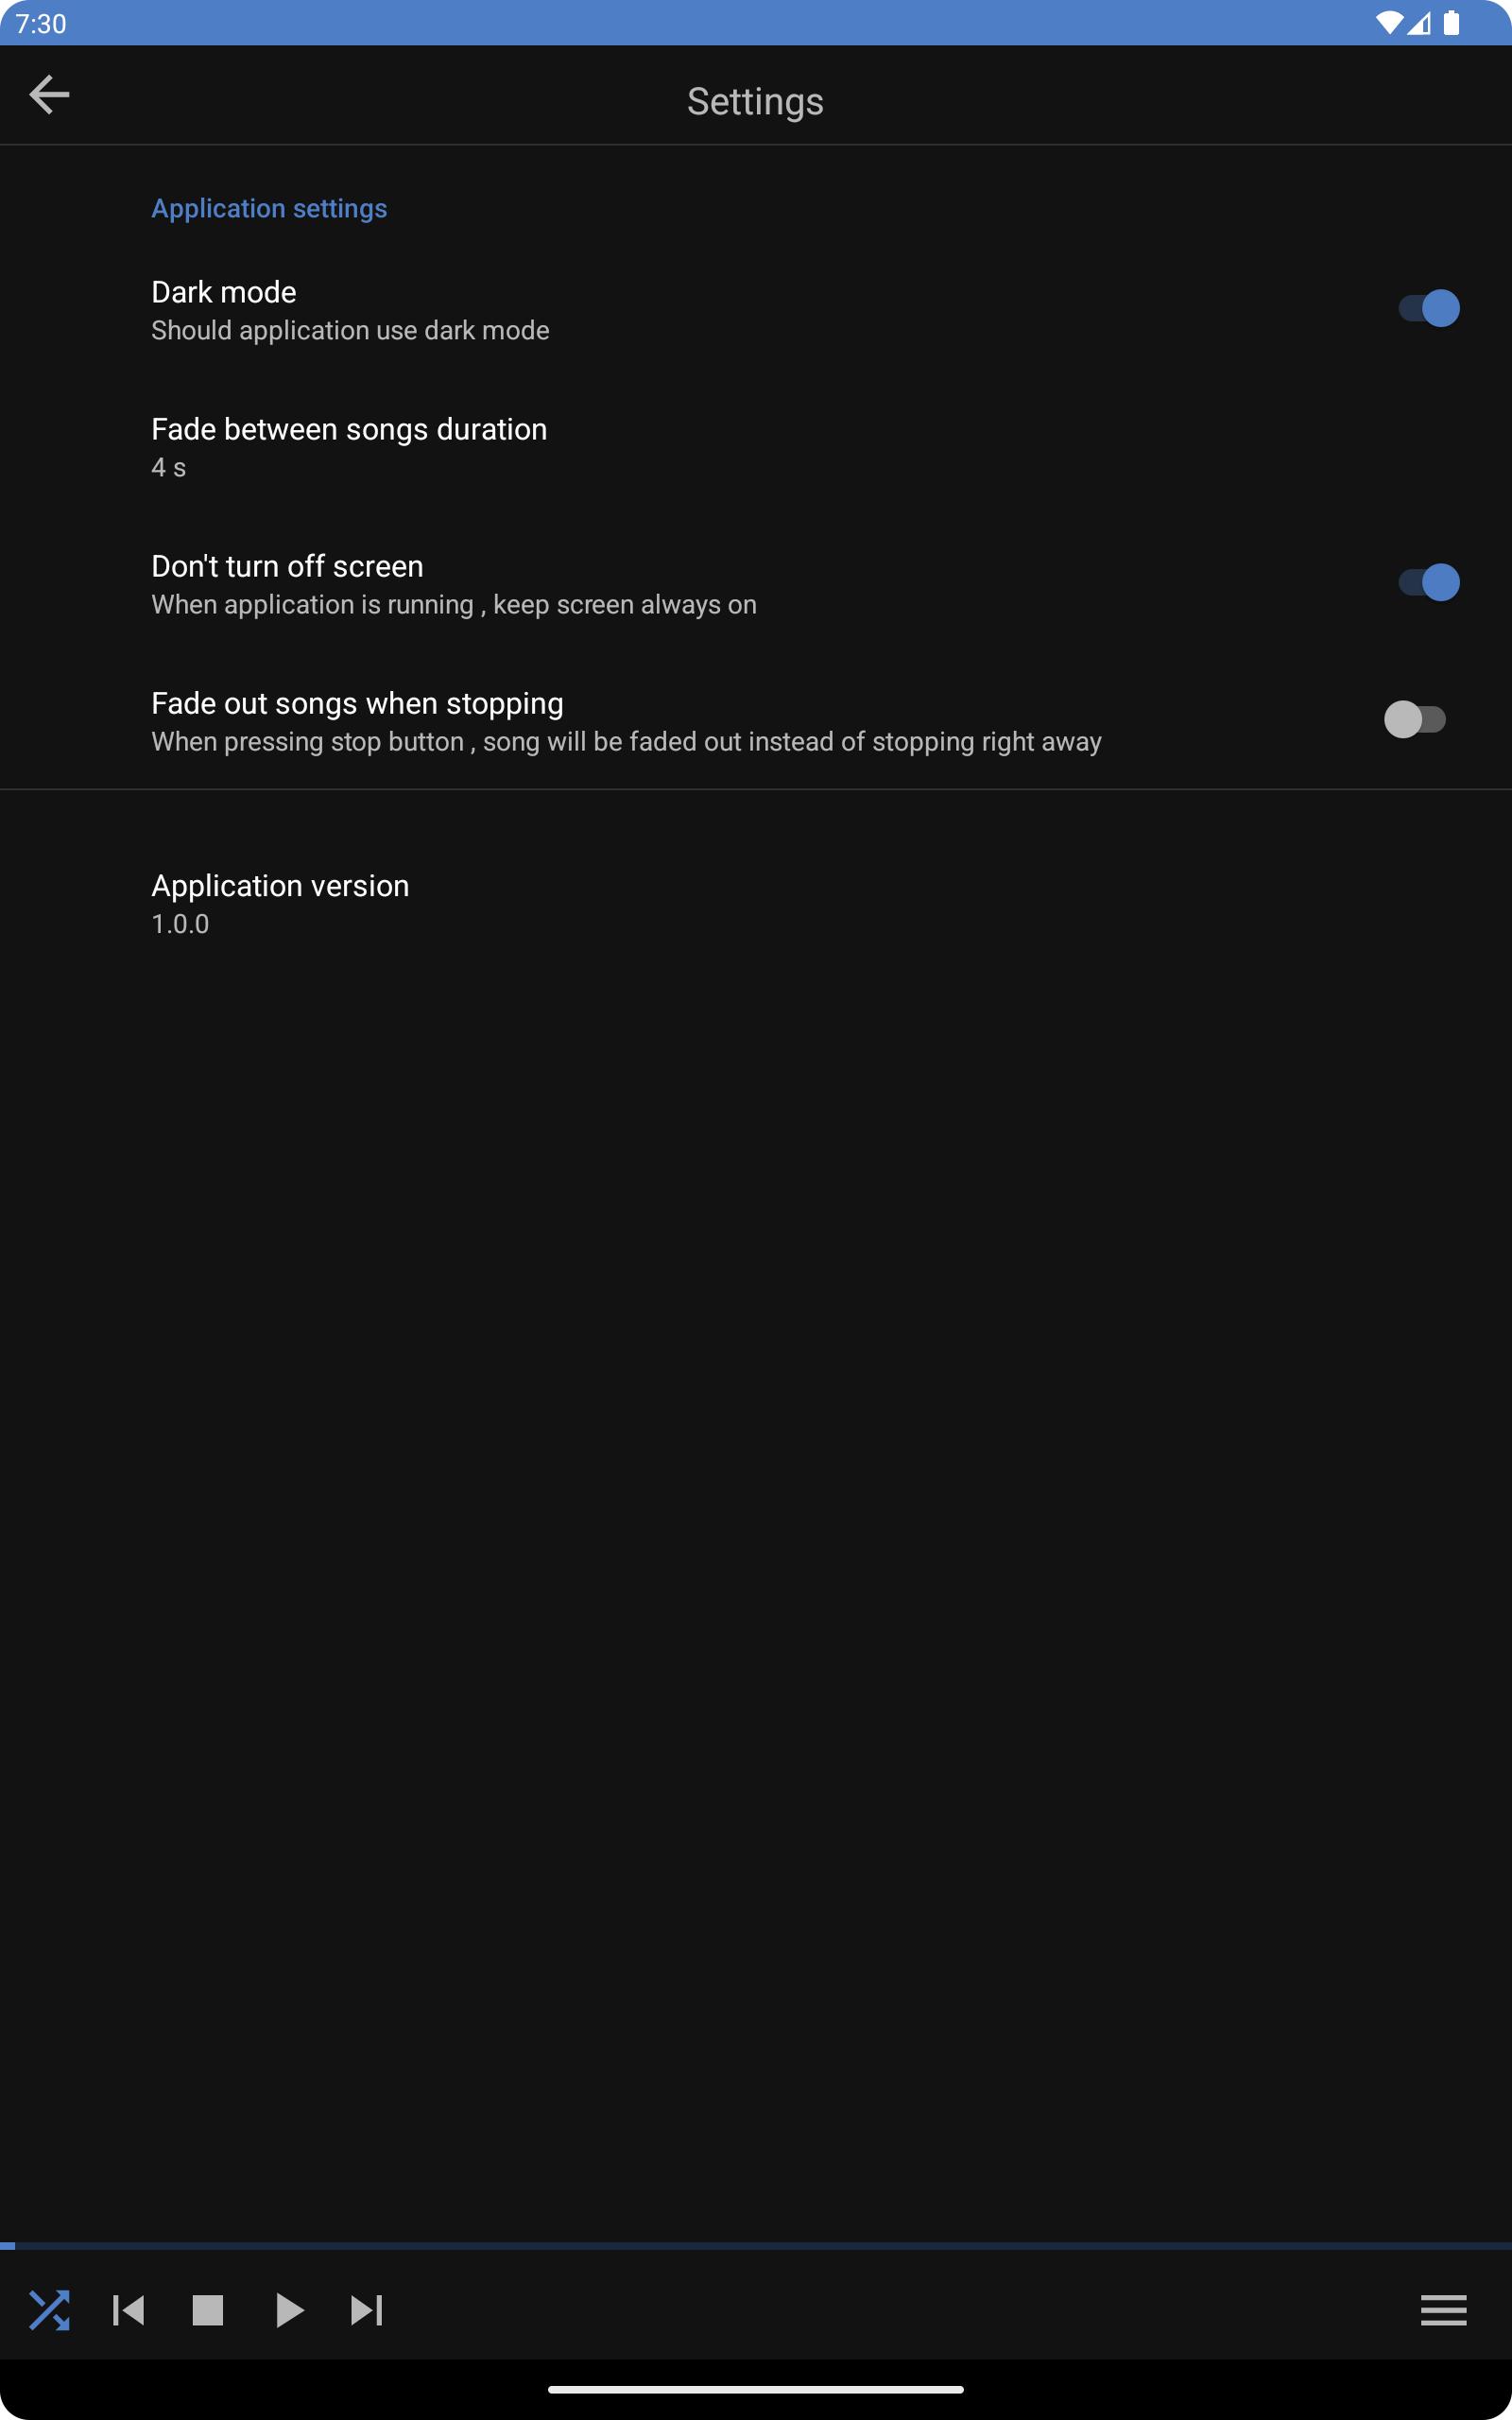 7:30
Settings
Application settings
Dark mode
Should application use dark mode
Fade between songs duration
4 s
Don't turn off screen
When application is running , keep screen always on
Fade out songs when stopping
When pressing stop button , song will be faded out instead of stopping right away
Application version
1.0.0